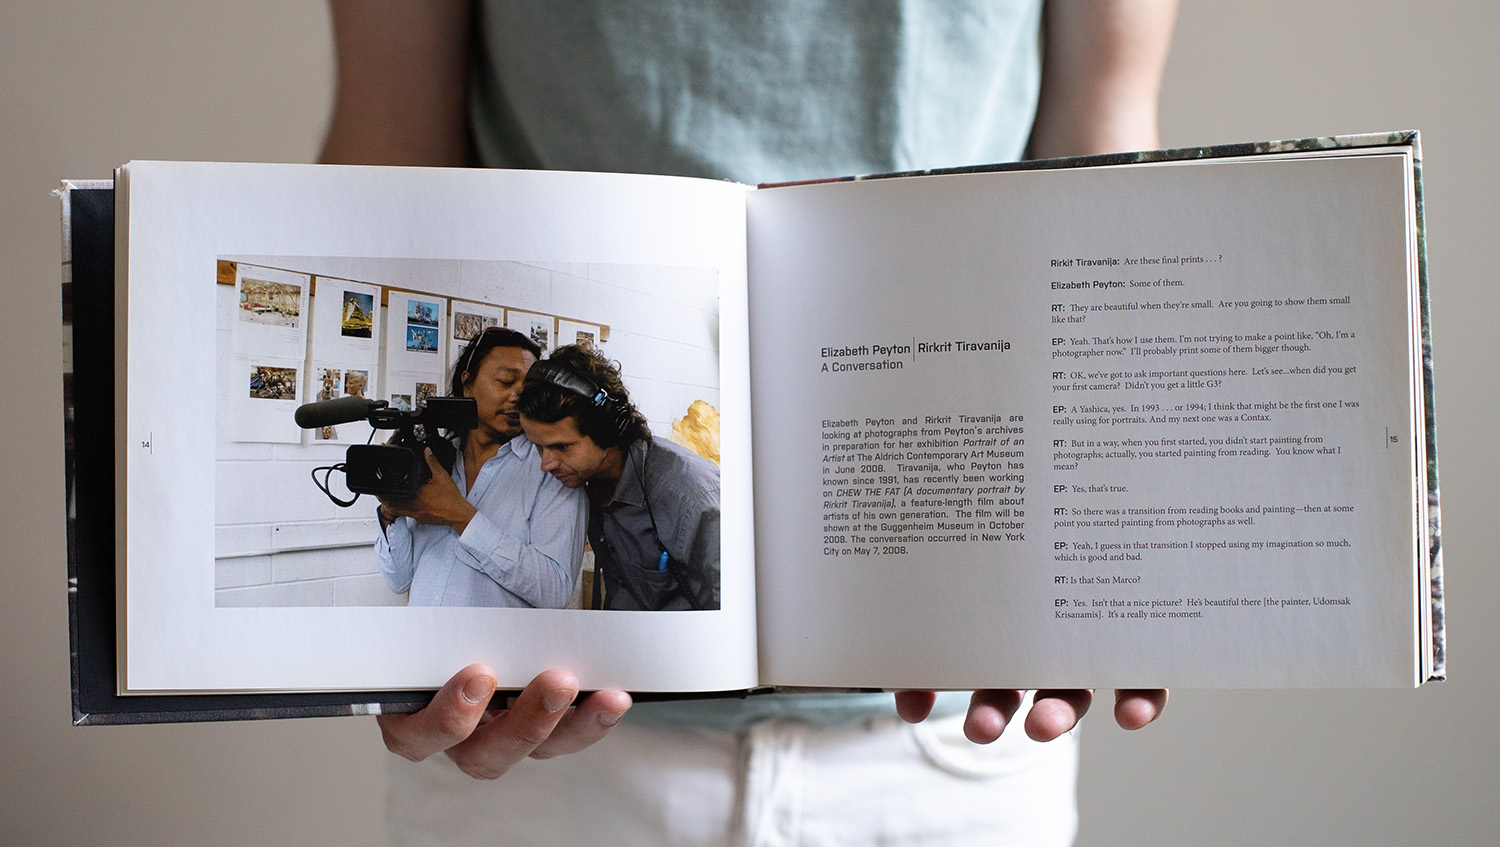 14
Elizabeth Peyton | Rirkrit Tiravanija
A Conversation
Elizabeth Peyton and Rirkrit Tiravanija are
looking at photographs from Peyton's archives
in preparation for her exhibition Portrait of an
Artist at The Aldrich Contemporary Art Museum
in June 2008. Tiravanija, who Peyton has
known since 1991, has recently been working
on CHEW THE FAT (A documentary portrait by
Rirkrit Tiravanija), a feature-length film about
artists of his own generation. The film will be
shown at the Guggenheim Museum in October
2008. The conversation occurred in New York
City on May 7, 2008.
Rirkit Tiravanija: Are these final prints . . . ?
Elizabeth Peyton: Some of them.
RT: They are beautiful when they're small. Are you going to show them small
like that?
EP: Yeah. That's how I use them. I'm not trying to make a point like, "Oh, I'm a
photographer now." I'll probably print some of them bigger though.
RT: OK, we've got to ask important questions here. Let's see...when did you get
your first camera? Didn't you get a little G3?
EP: A Yashica, yes. In 1993 . . . or 1994; I think that might be the first one I was
really using for portraits. And my next one was a Contax.
RT: But in a way, when you first started, you didn't start painting from
photographs; actually, you started painting from reading. You know what I
mean?
EP: Yes, that's true.
RT: So there was a transition from reading books and painting—then at some
point you started painting from photographs as well.
EP: Yeah, I guess in that transition I stopped using my imagination so much,
which is good and bad.
RT: Is that San Marco?
EP: Yes. Isn't that a nice picture? He's beautiful there [the painter, Udomsak
Krisanamis]. It's a really nice moment.
15